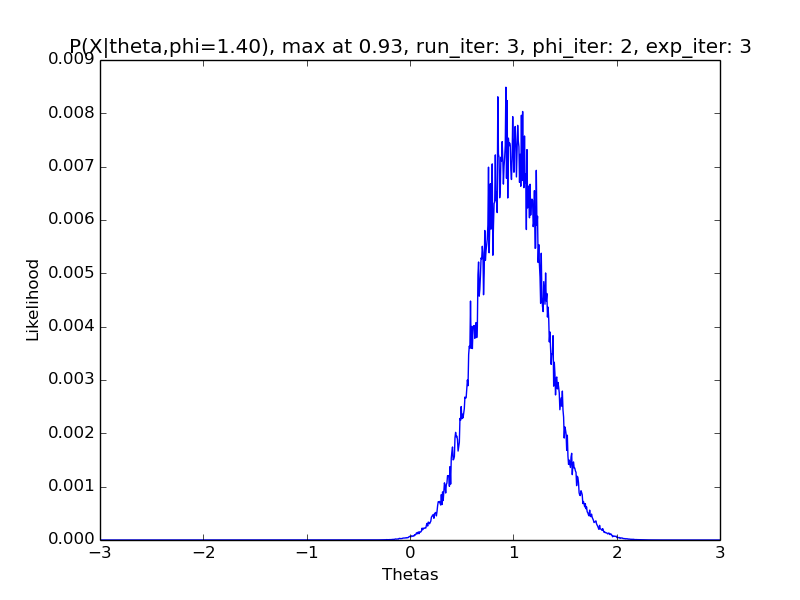 P(X|theta,phi=1.40), max at 0.93, run_iter: 3, phi_iter: 2, exp_iter: 3
0.009
0.008
0.007
0.006
0.005
0.004
0.003
0.002
0.001
0.000
Likelihood
−3 −2 −1 0 1 2 3
Thetas